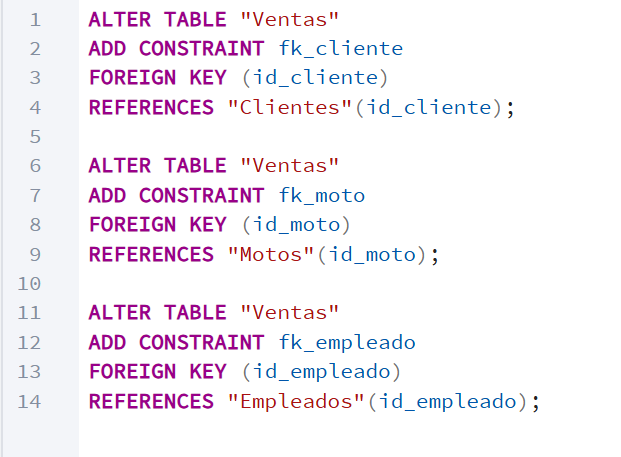 1 ALTER TABLE "Ventas"
2 ADD CONSTRAINT fk_cliente
3 FOREIGN KEY (id_cliente)
4 REFERENCES "Clientes"(id_cliente);
5
6 ALTER TABLE "Ventas"
7 ADD CONSTRAINT fk_moto
8 FOREIGN KEY (id_moto)
9 REFERENCES "Motos"(id_moto);
10
11 ALTER TABLE "Ventas"
12 ADD CONSTRAINT fk_empleado
13 FOREIGN KEY (id_empleado)
14 REFERENCES "Empleados"(id_empleado);